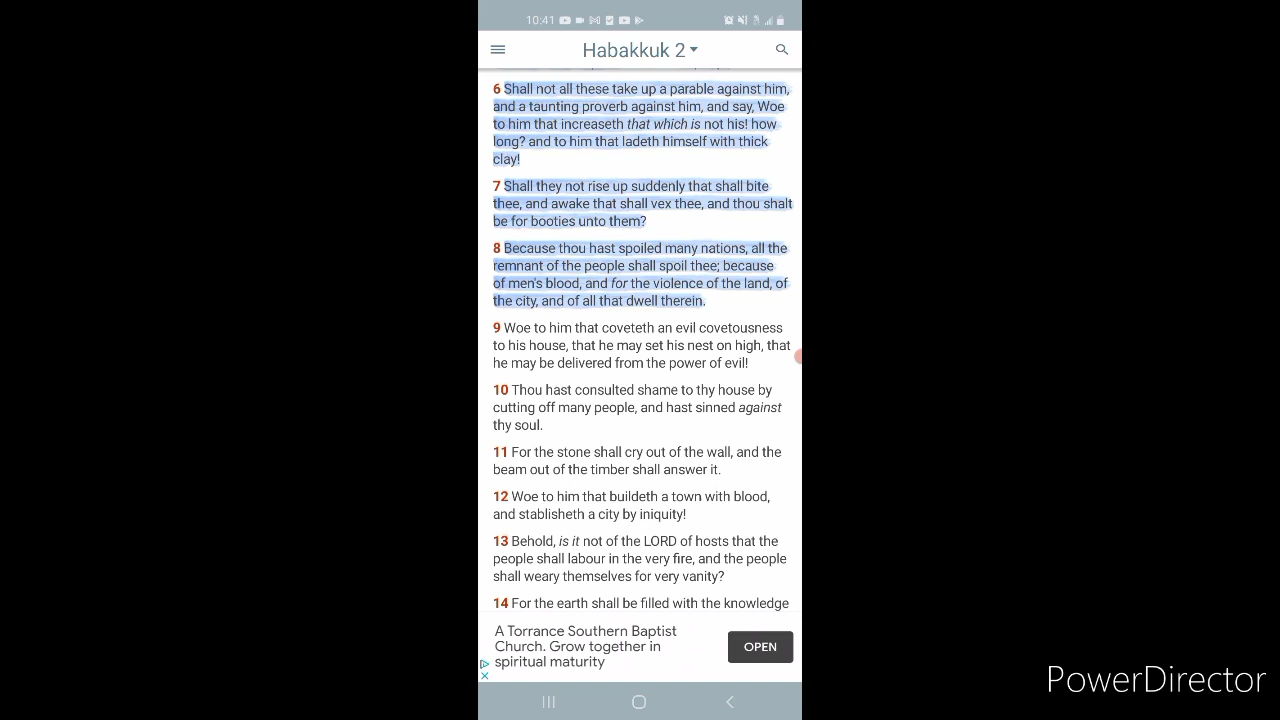 10:41
Habakkuk 2
6 Shall not all these take up a parable against him,
and a taunting proverb against him, and say, Woe
to him that increaseth that which is not his! how
long? and to him that ladeth himself with thick
clay!
7 Shall they not rise up suddenly that shall bite
thee, and awake that shall vex thee, and thou shalt
be for booties unto them?
8 Because thou hast spoiled many nations, all the
remnant of the people shall spoil thee; because
of men's blood, and for the violence of the land, of
the city, and of all that dwell therein.
9 Woe to him that coveteth an evil covetousness
to his house, that he may set his nest on high, that
he may be delivered from the power of evil!
10 Thou hast consulted shame to thy house by
cutting off many people, and hast sinned against
thy soul.
11 For the stone shall cry out of the wall, and the
beam out of the timber shall answer it.
12 Woe to him that buildeth a town with blood,
and stablisheth a city by iniquity!
13 Behold, is it not of the LORD of hosts that the
people shall labour in the very fire, and the people
shall weary themselves for very vanity?
14 For the earth shall be filled with the knowledge
A Torrance Southern Baptist
Church. Grow together in
spiritual maturity
OPEN
PowerDirector